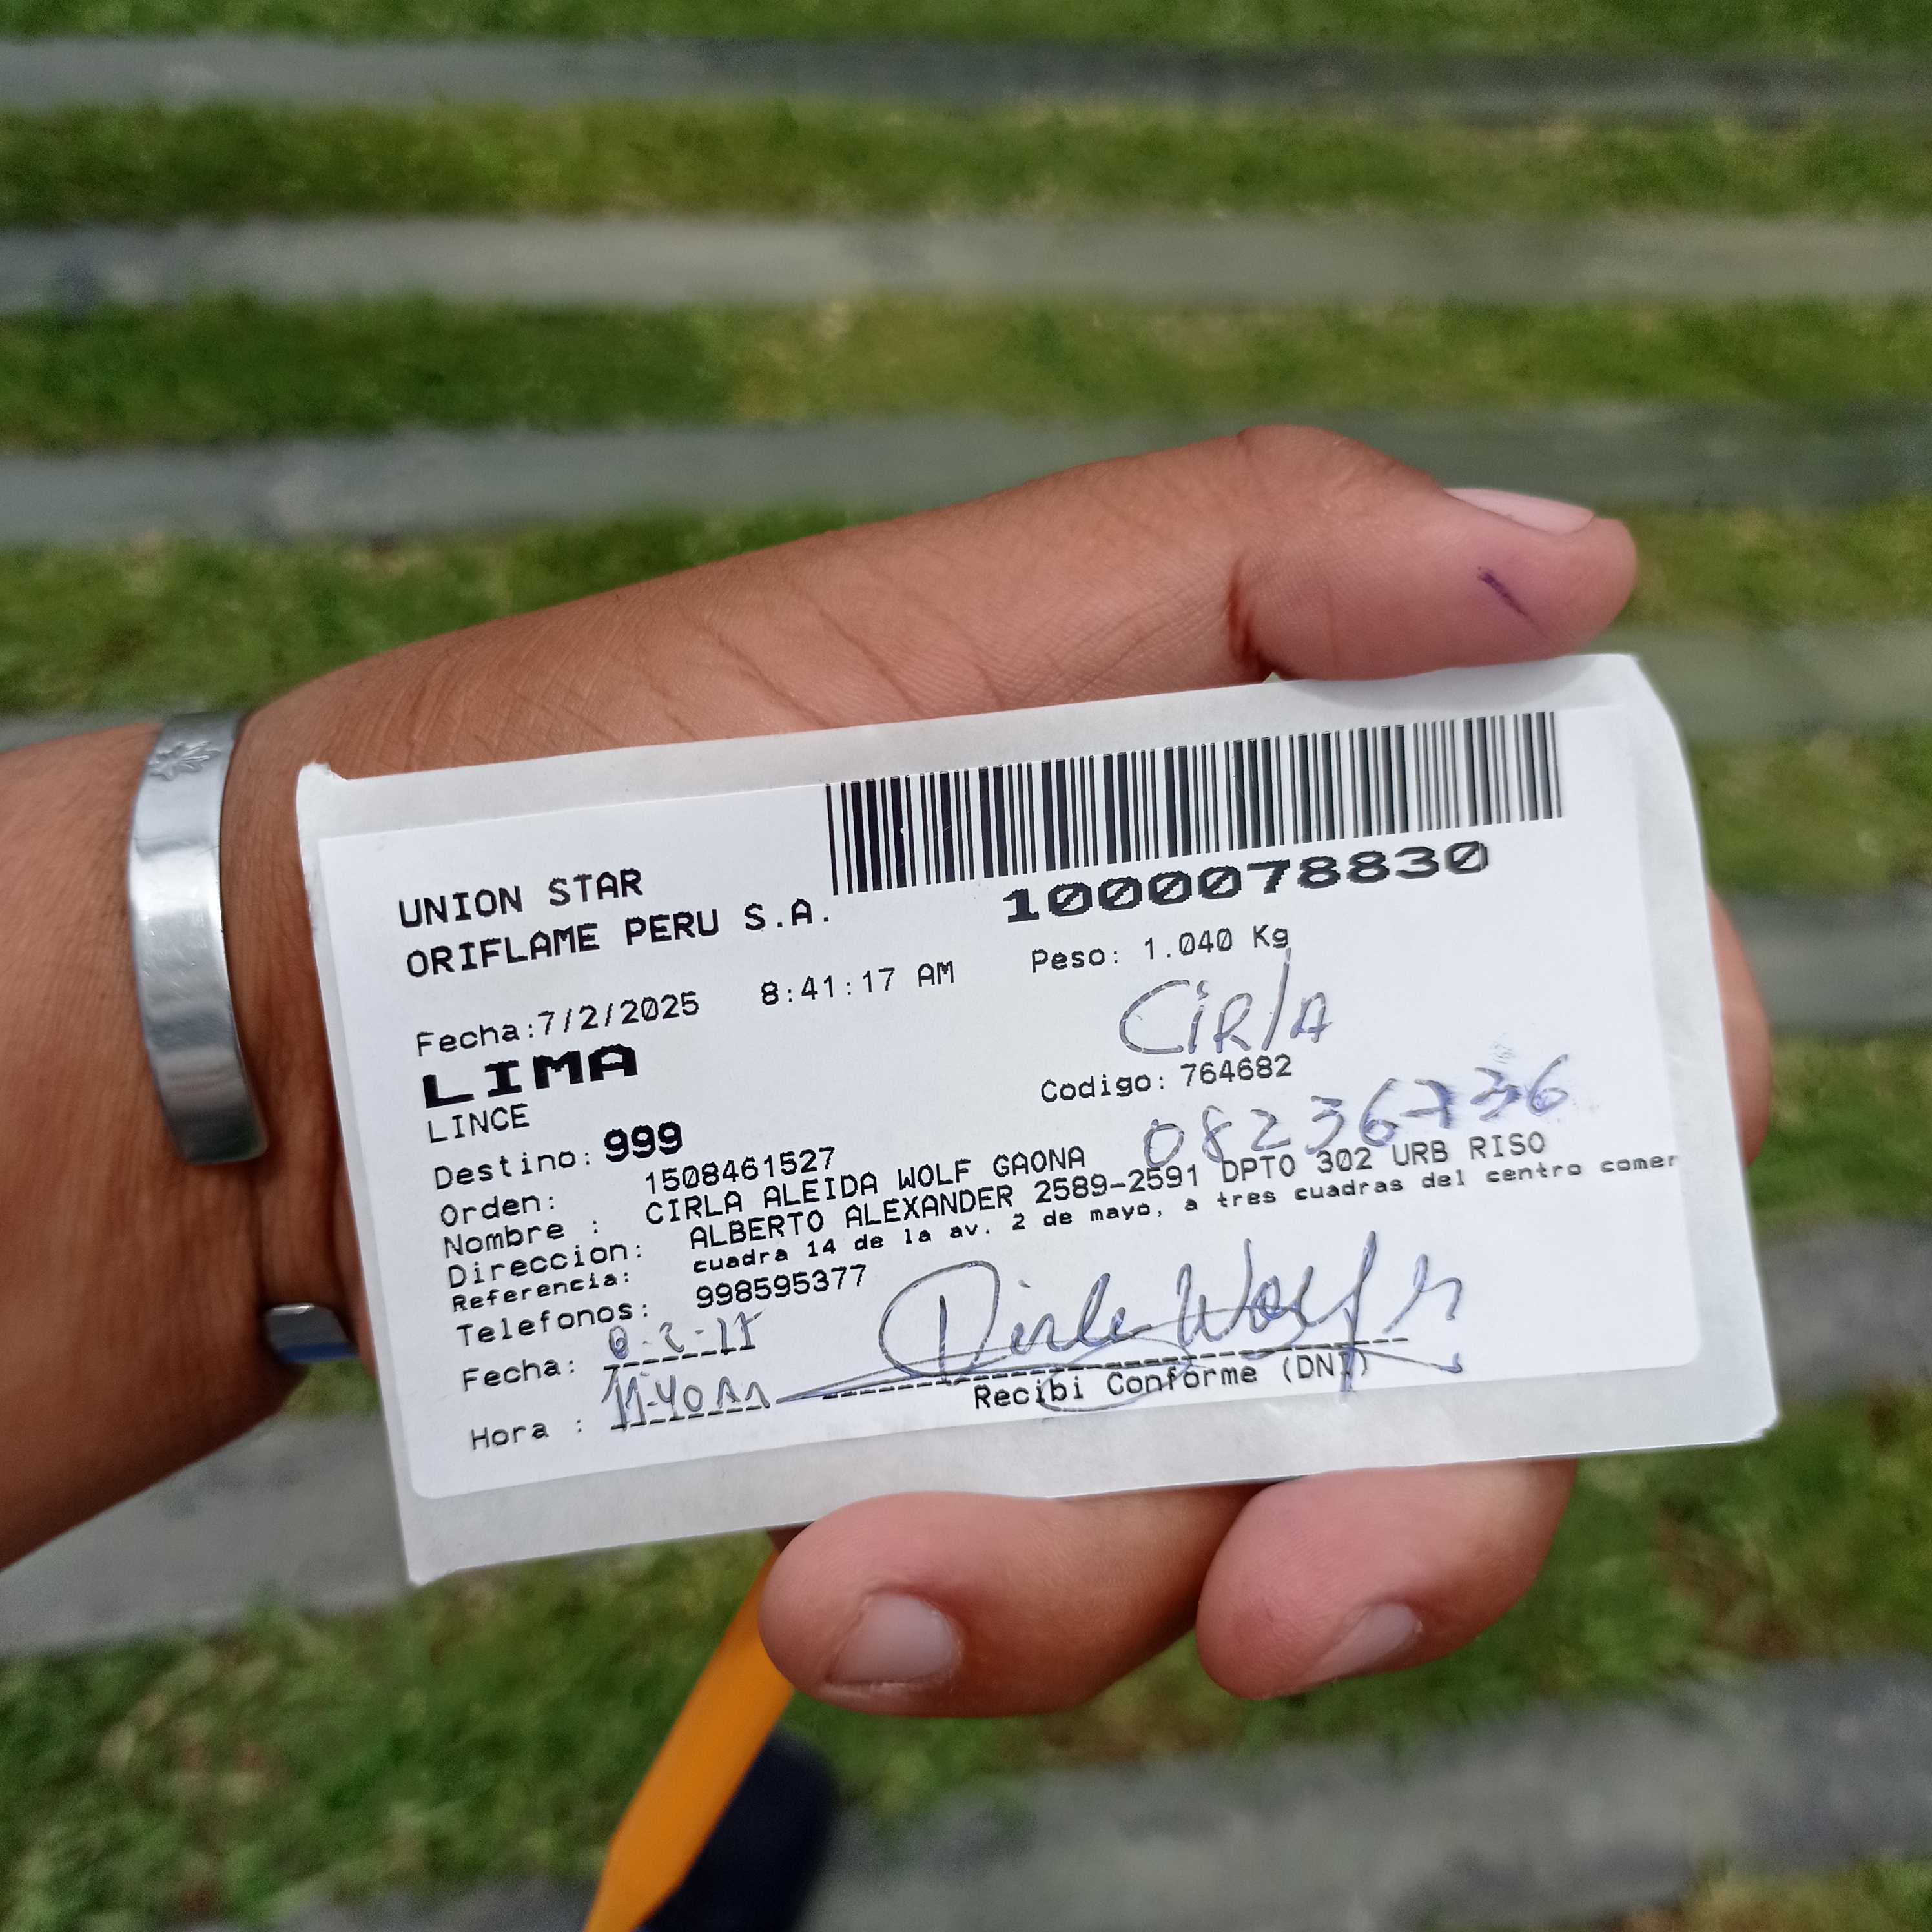 UNION STAR
ORIFLAME PERU S.A.
1000078830
Fecha:7/2/2025 8:41:17 AM Peso: 1.040 Kg
CiRlA
LIMA
LINCE
Codigo: 764682
Destino: 999
08236736
Orden: 1508461527
Nombre : CIRLA ALEIDA WOLF GAONA
Direccion: ALBERTO ALEXANDER 2589-2591 DPTO 302 URB RISO
Referencia: cuadra 14 de la av. 2 de mayo, a tres cuadras del centro comer
Telefonos: 998595377
Fecha:
Hora : 11-40
Recibi Conforme (DNI)